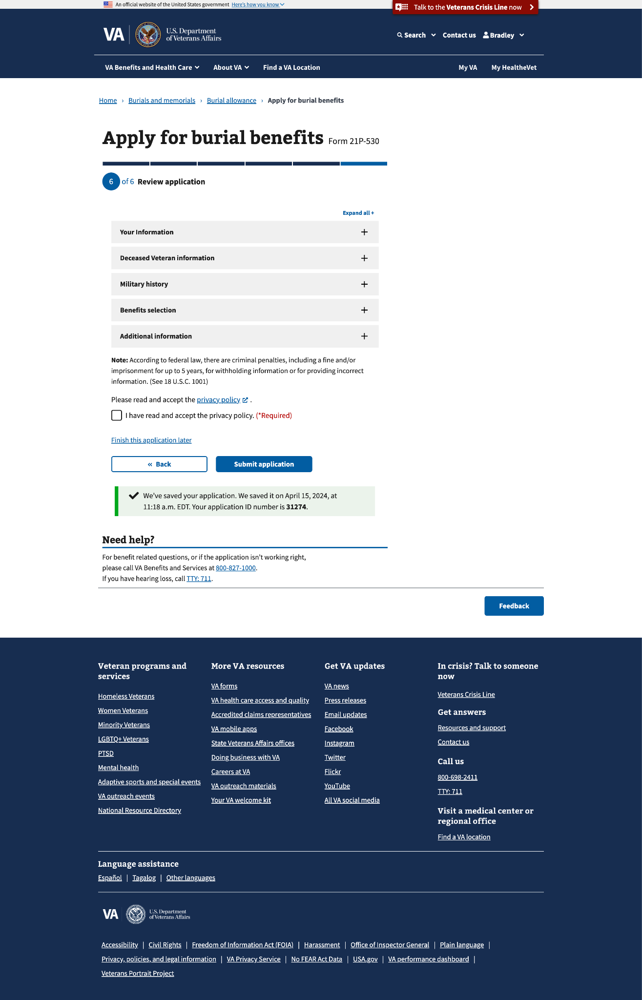 An official website of the United States government Here's how you know
Talk to the Veterans Crisis Line now
VA U.S. Department of Veterans Affairs
Search
Contact us
Bradley
VA Benefits and Health Care
About VA
Find a VA Location
My VA
My HealtheVet
Home › Burials and memorials › Burial allowance › Apply for burial benefits
Apply for burial benefits Form 21P-530
6 of 6 Review application
Expand all +
Your Information
Deceased Veteran information
Military history
Benefits selection
Additional information
Note: According to federal law, there are criminal penalties, including a fine and/or
imprisonment for up to 5 years, for withholding information or for providing incorrect
information. (See 18 U.S.C. 1001)
Please read and accept the privacy policy .
I have read and accept the privacy policy. (*Required)
Finish this application later
« Back
Submit application
We've saved your application. We saved it on April 15, 2024, at
11:18 a.m. EDT. Your application ID number is 31274.
Need help?
For benefit related questions, or if the application isn't working right,
please call VA Benefits and Services at 800-827-1000.
If you have hearing loss, call TTY: 711.
Feedback
Veteran programs and
services
Homeless Veterans
Women Veterans
Minority Veterans
LGBTQ+ Veterans
PTSD
Mental health
Adaptive sports and special events
VA outreach events
National Resource Directory
More VA resources
VA forms
VA health care access and quality
Accredited claims representatives
VA mobile apps
State Veterans Affairs offices
Doing business with VA
Careers at VA
VA outreach materials
Your VA welcome kit
Get VA updates
VA news
Press releases
Email updates
Facebook
Instagram
Twitter
Flickr
YouTube
All VA social media
In crisis? Talk to someone
now
Veterans Crisis Line
Get answers
Resources and support
Contact us
Call us
800-698-2411
TTY: 711
Visit a medical center or
regional office
Find a VA location
Language assistance
Español | Tagalog | Other languages
VA U.S. Department of Veterans Affairs
Accessibility | Civil Rights | Freedom of Information Act (FOIA) | Harassment | Office of Inspector General | Plain language |
Privacy, policies, and legal information | VA Privacy Service | No FEAR Act Data | USA.gov | VA performance dashboard |
Veterans Portrait Project